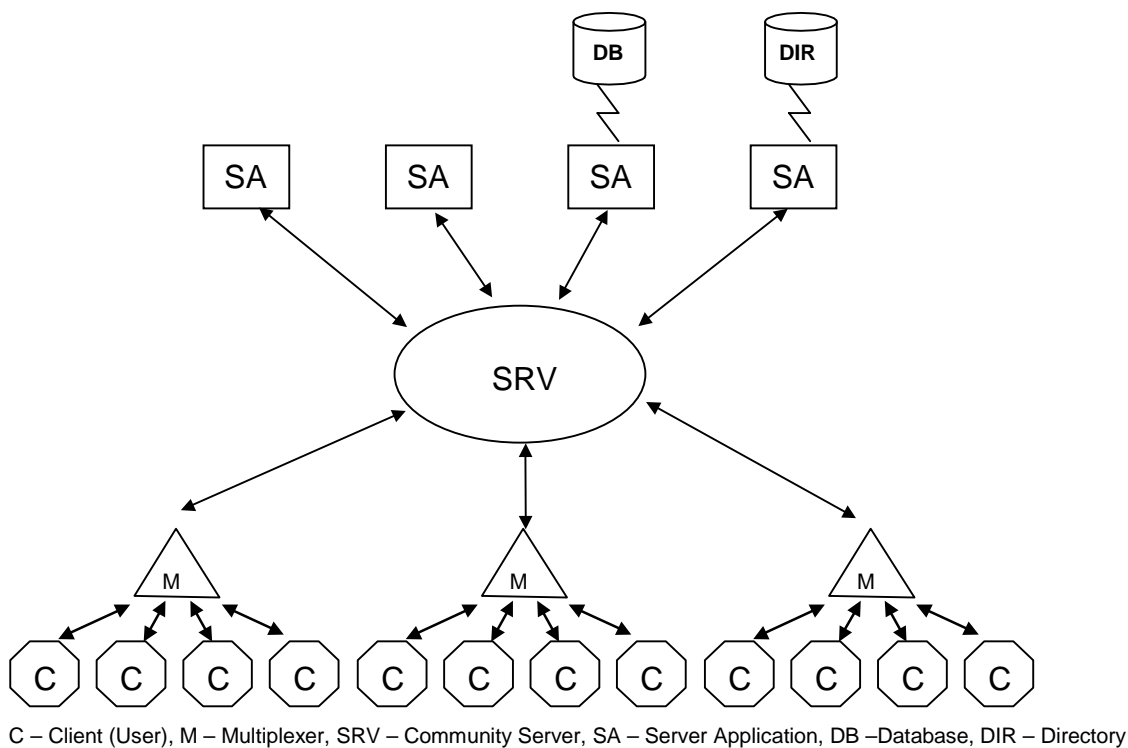 DB DIR
SA SA SA SA
SRV
M M M
C C C C C C C C C C C C
C – Client (User), M – Multiplexer, SRV – Community Server, SA – Server Application, DB –Database, DIR – Directory